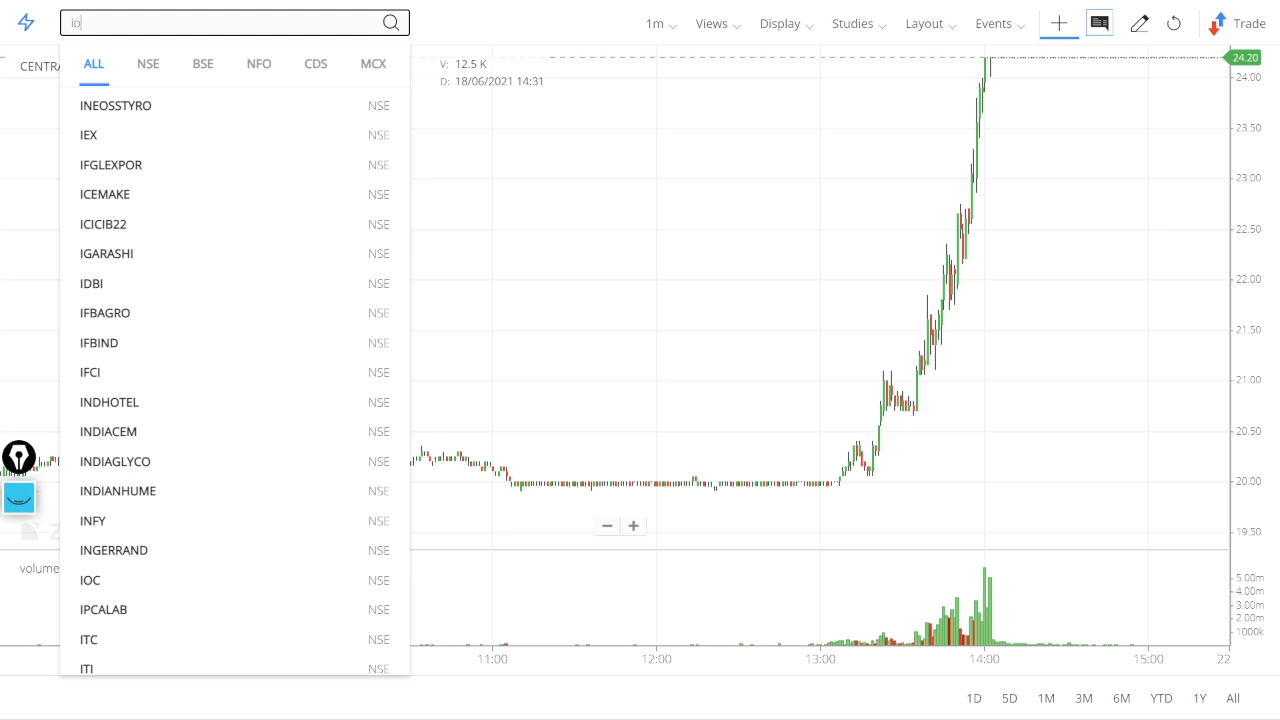 io
1m Views Display Studies Layout Events Trade
CENTRA
ALL NSE BSE NFO CDS MCX
V: 12.5 K
D: 18/06/2021 14:31
INEOSSTYRO NSE
IEX NSE
IFGLEXPOR NSE
ICEMAKE NSE
ICICIB22 NSE
IGARASHI NSE
IDBI NSE
IFBAGRO NSE
IFBIND NSE
IFCI NSE
INDHOTEL NSE
INDIACEM NSE
INDIAGLYCO NSE
INDIANHUME NSE
INFY NSE
INGERRAND NSE
IOC NSE
IPCALAB NSE
ITC NSE
ITI NSE
24.20
24.00
23.50
23.00
22.50
22.00
21.50
21.00
20.50
20.00
19.50
volume
5.00m
4.00m
3.00m
2.00m
1000k
11:00 12:00 13:00 14:00 15:00 22
1D 5D 1M 3M 6M YTD 1Y All